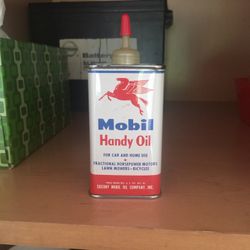 Battery
Mobil
Handy Oil
FOR CAR AND HOME USE
FRACTIONAL HORSEPOWER MOTORS
LAWN MOWERS - BICYCLES
SOCONY MOBIL OIL COMPANY, INC.